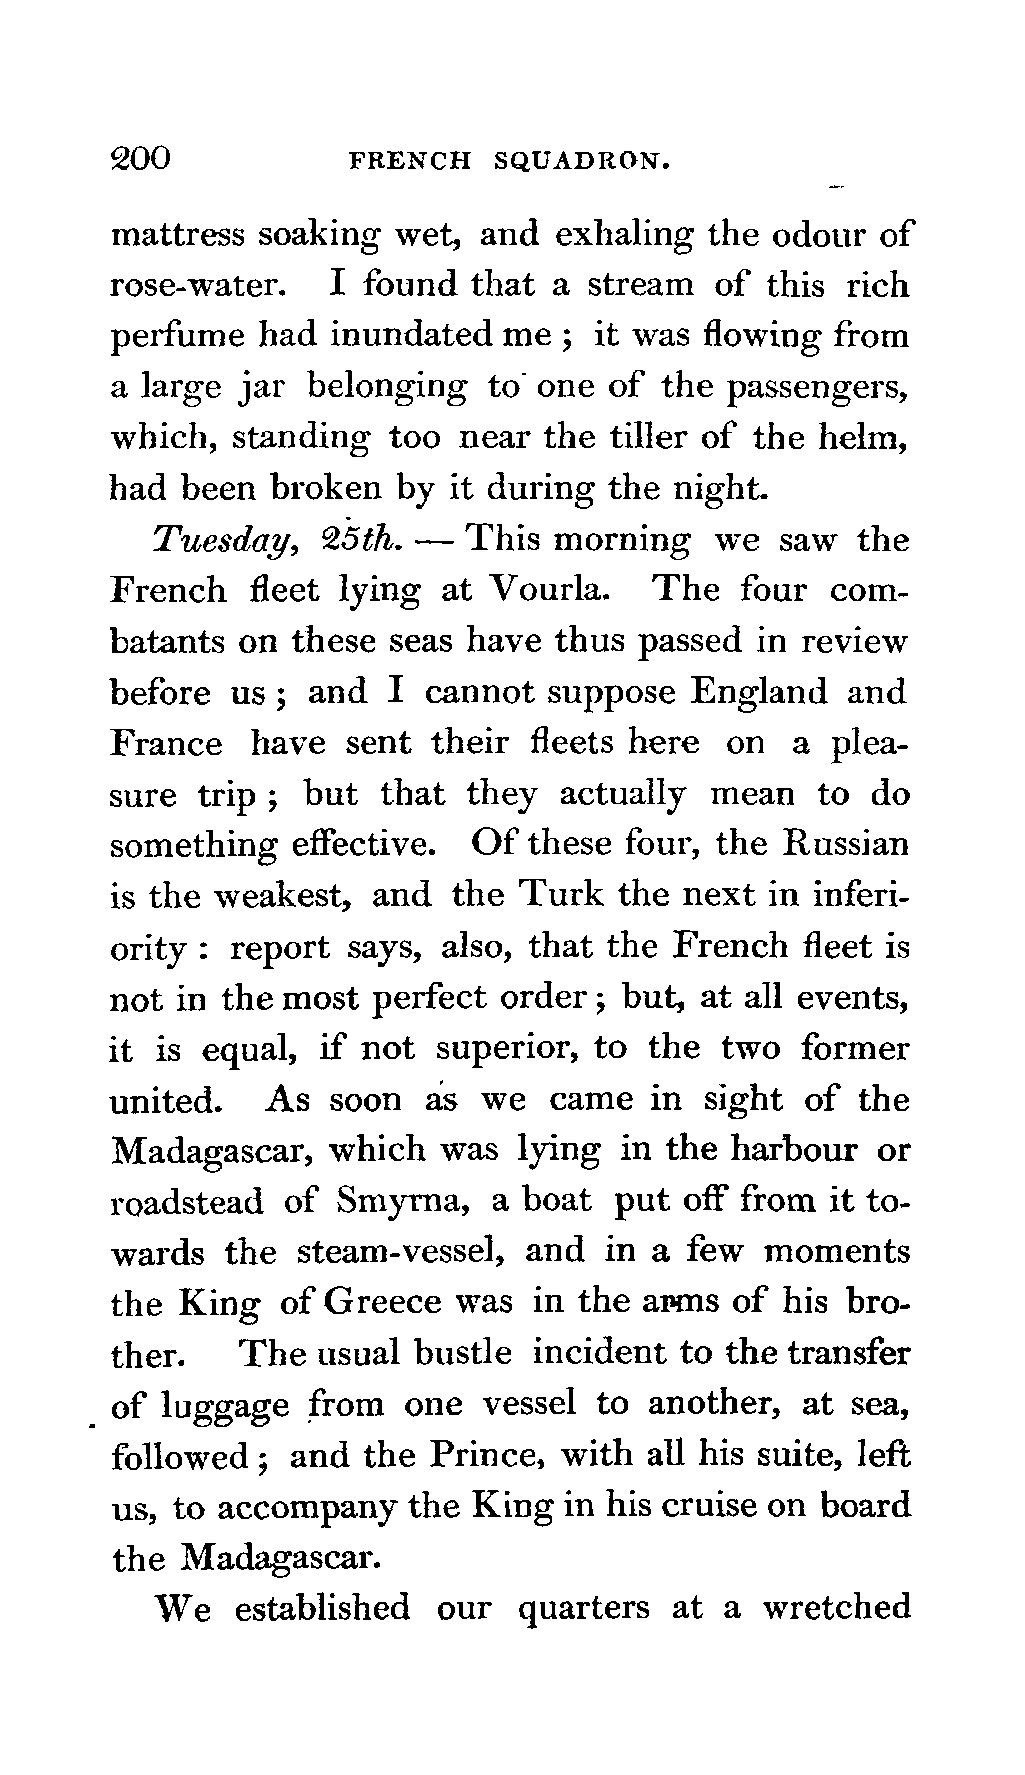 200 FRENCH SQUADRON.
mattress soaking wet, and exhaling the odour of
rose-water. I found that a stream of this rich
perfume had inundated me ; it was flowing from
a large jar belonging to one of the passengers,
which, standing too near the tiller of the helm,
had been broken by it during the night.
Tuesday, 25th. — This morning we saw the
French fleet lying at Vourla. The four com-
batants on these seas have thus passed in review
before us ; and I cannot suppose England and
France have sent their fleets here on a plea-
sure trip ; but that they actually mean to do
something effective. Of these four, the Russian
is the weakest, and the Turk the next in inferi-
ority : report says, also, that the French fleet is
not in the most perfect order ; but, at all events,
it is equal, if not superior, to the two former
united. As soon as we came in sight of the
Madagascar, which was lying in the harbour or
roadstead of Smyrna, a boat put off from it to-
wards the steam-vessel, and in a few moments
the King of Greece was in the arms of his bro-
ther. The usual bustle incident to the transfer
of luggage from one vessel to another, at sea,
followed ; and the Prince, with all his suite, left
us, to accompany the King in his cruise on board
the Madagascar.
We established our quarters at a wretched